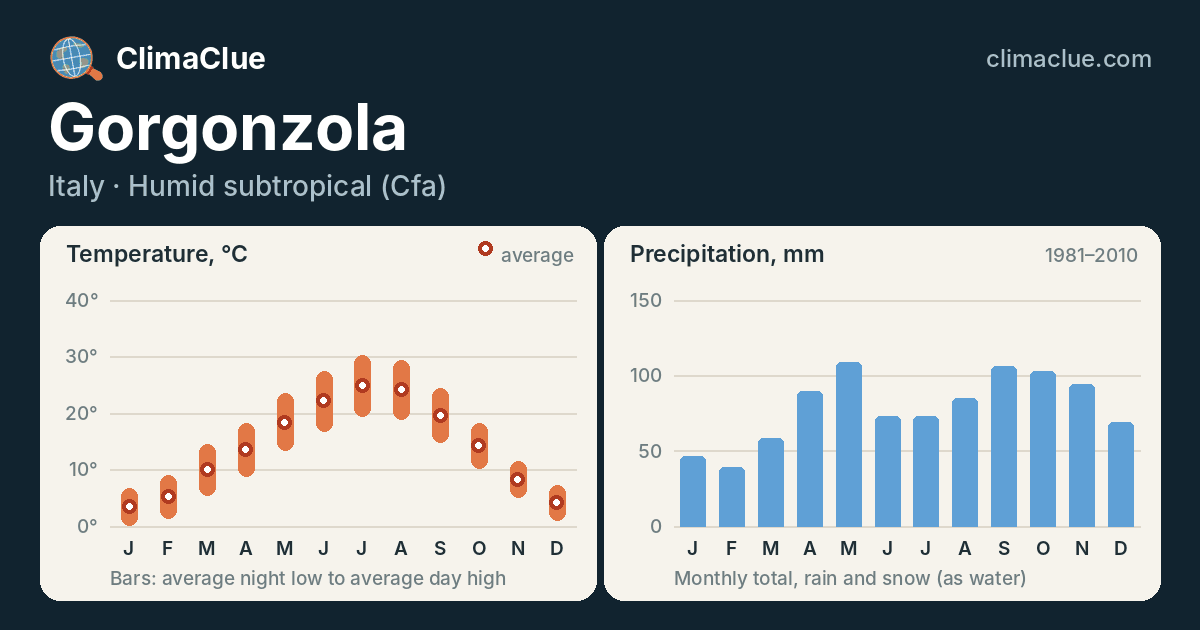 ClimaClue
climaclue.com
Gorgonzola
Italy · Humid subtropical (Cfa)
Temperature, °C
average
40°
30°
20°
10°
0°
J F M A M J J A S O N D
Bars: average night low to average day high
Precipitation, mm
1981–2010
150
100
50
0
J F M A M J J A S O N D
Monthly total, rain and snow (as water)